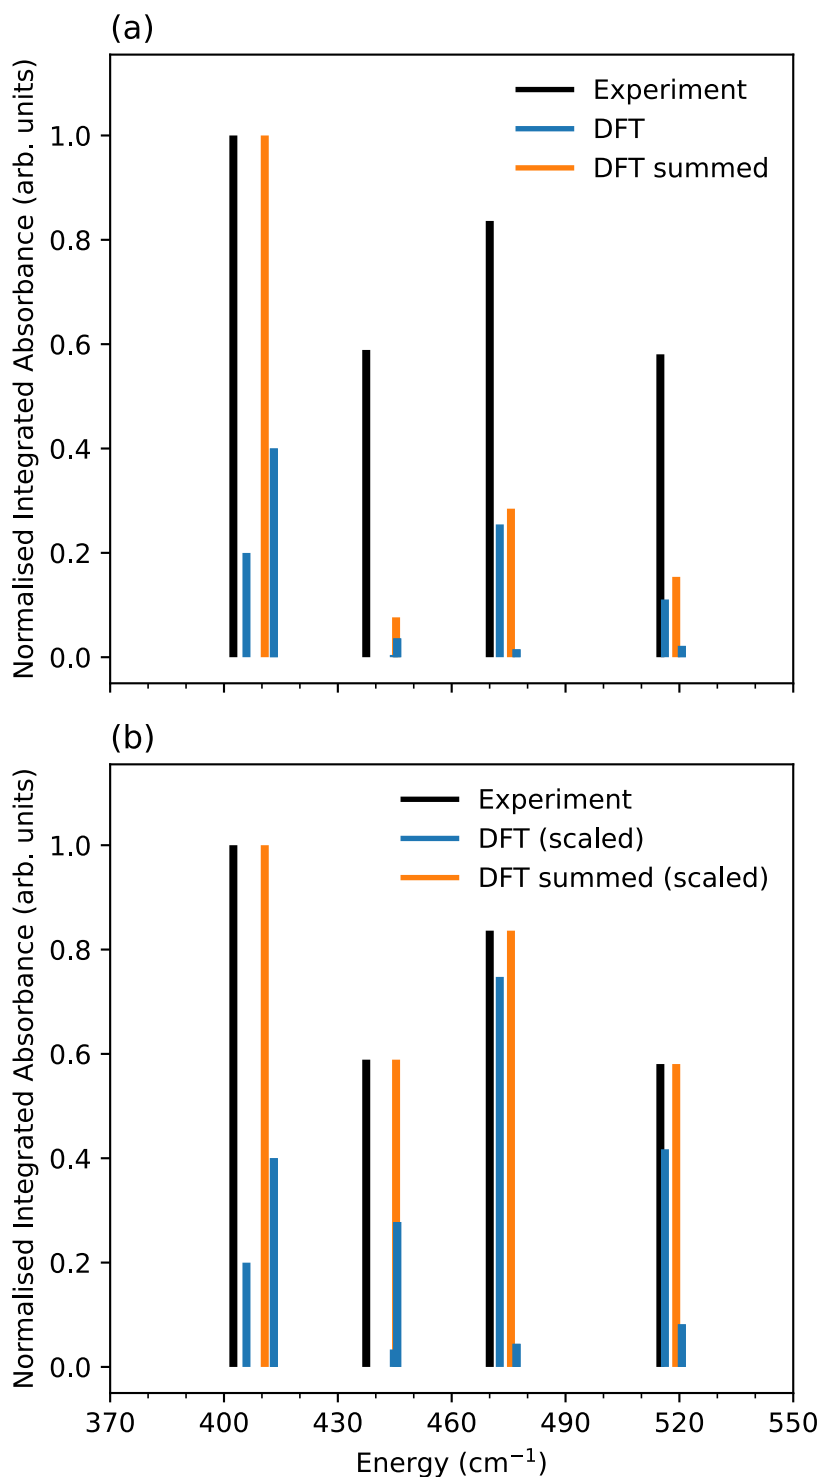 (a)
Normalised Integrated Absorbance (arb. units)
1.0
0.8
0.6
0.4
0.2
0.0
Experiment
DFT
DFT summed
(b)
Normalised Integrated Absorbance (arb. units)
1.0
0.8
0.6
0.4
0.2
0.0
Experiment
DFT (scaled)
DFT summed (scaled)
370 400 430 460 490 520 550
Energy (cm⁻¹)